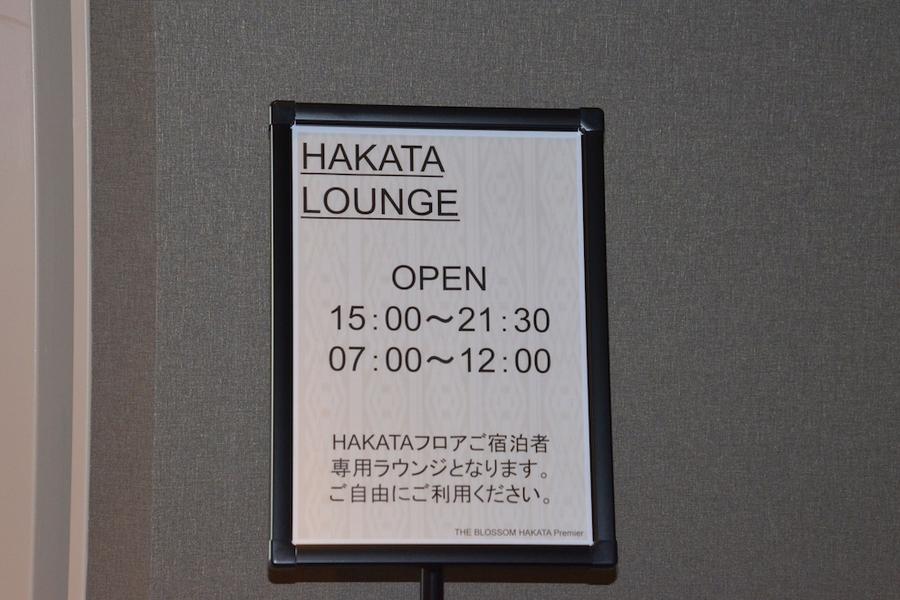 HAKATA
LOUNGE
OPEN
15:00～21:30
07:00～12:00
HAKATAフロアご宿泊者
専用ラウンジとなります。
ご自由にご利用ください。
THE BLOSSOM HAKATA Premier